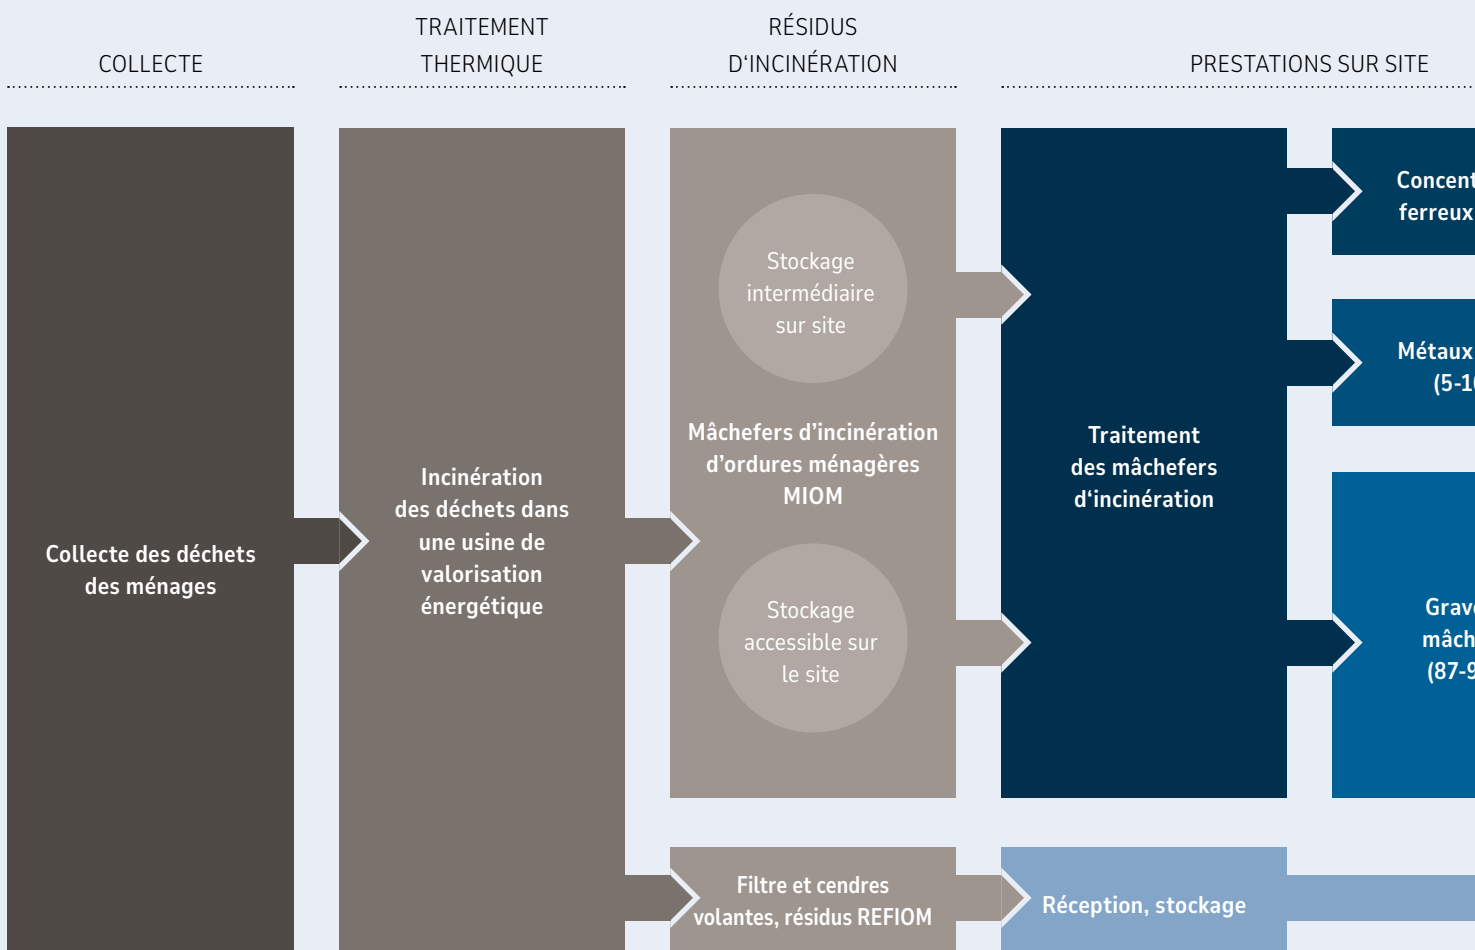 COLLECTE
TRAITEMENT
THERMIQUE
RÉSIDUS
D‘INCINÉRATION
PRESTATIONS SUR SITE
Collecte des déchets
des ménages
Incinération
des déchets dans
une usine de
valorisation
énergétique
Stockage
intermédiaire
sur site
Mâchefers d’incinération
d’ordures ménagères
MIOM
Stockage
accessible sur
le site
Filtre et cendres
volantes, résidus REFIOM
Traitement
des mâchefers
d‘incinération
Réception, stockage
ferreux
Métaux